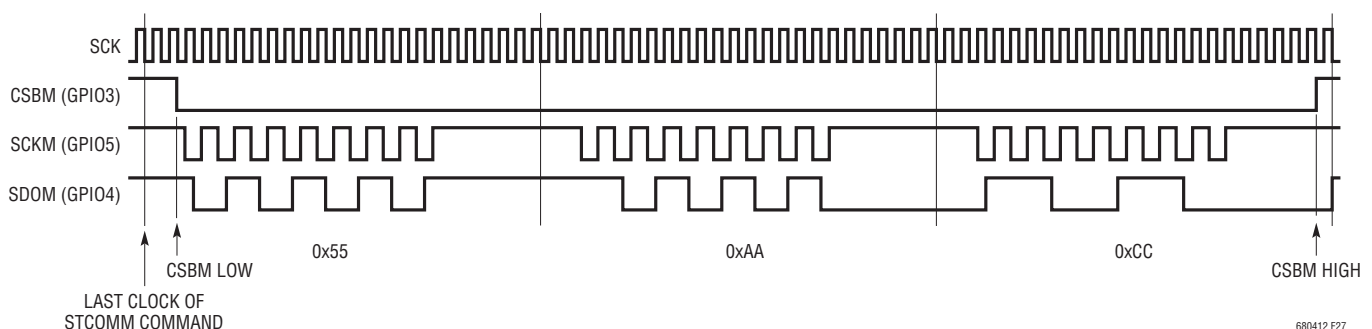 SCK
CSBM (GPIO3)
SCKM (GPIO5)
SDOM (GPIO4)
0x55
0xAA
0xCC
CSBM LOW
CSBM HIGH
LAST CLOCK OF
STCOMM COMMAND
680412 F27